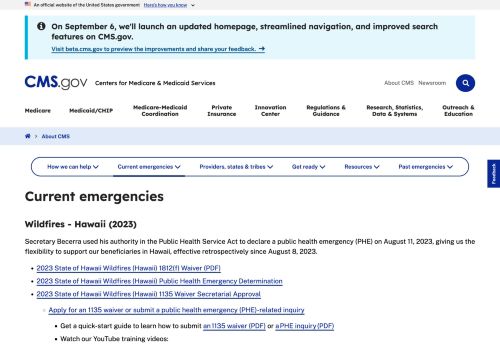 An official website of the United States government Here's how you know
On September 6, we'll launch an updated homepage, streamlined navigation, and improved search
features on CMS.gov.
Visit beta.cms.gov to preview the improvements and share your feedback. →
CMS.gov Centers for Medicare & Medicaid Services
About CMS Newsroom
Medicare Medicaid/CHIP Medicare-Medicaid Coordination Private Insurance Innovation Center Regulations & Guidance Research, Statistics, Data & Systems Outreach & Education
> About CMS
How we can help Current emergencies Providers, states & tribes Get ready Resources Past emergencies
Feedback
Current emergencies
Wildfires - Hawaii (2023)
Secretary Becerra used his authority in the Public Health Service Act to declare a public health emergency (PHE) on August 11, 2023, giving us the
flexibility to support our beneficiaries in Hawaii, effective retrospectively since August 8, 2023.
• 2023 State of Hawaii Wildfires (Hawaii) 1812(f) Waiver (PDF)
• 2023 State of Hawaii Wildfires (Hawaii) Public Health Emergency Determination
• 2023 State of Hawaii Wildfires (Hawaii) 1135 Waiver Secretarial Approval
◦ Apply for an 1135 waiver or submit a public health emergency (PHE)-related inquiry
▪ Get a quick-start guide to learn how to submit an 1135 waiver (PDF) or a PHE inquiry (PDF)
▪ Watch our YouTube training videos: